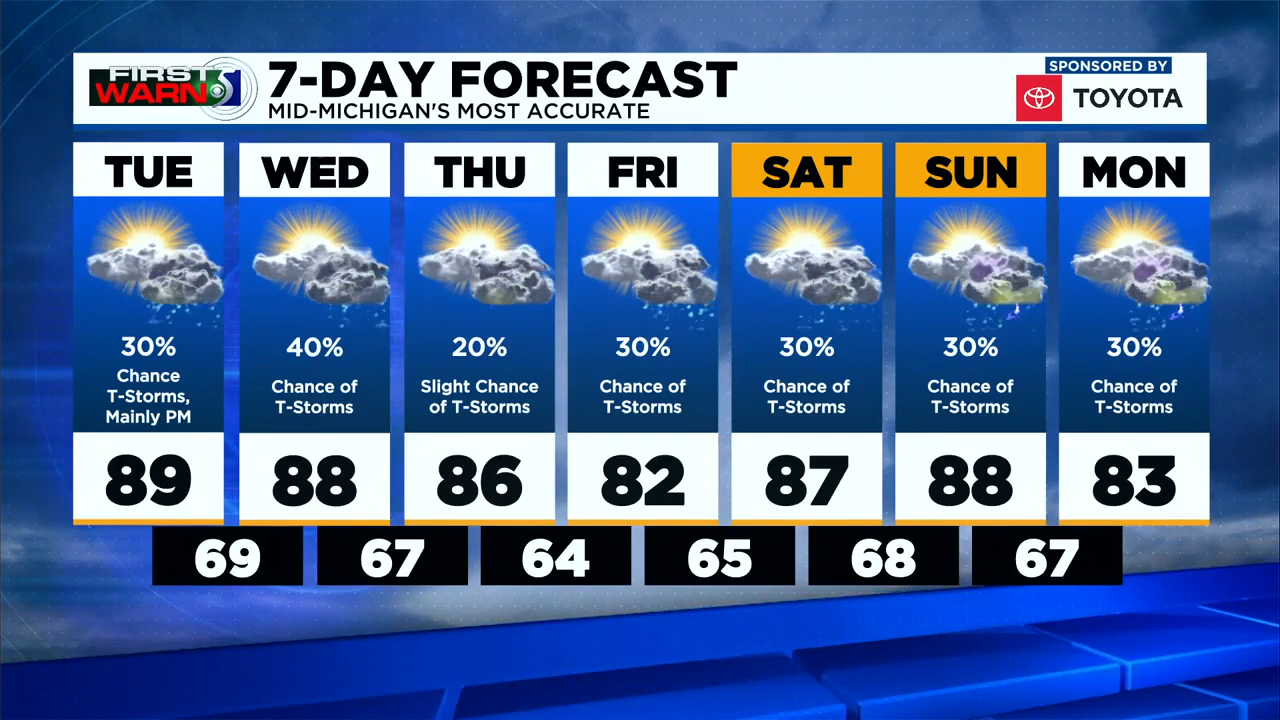 FIRST
WARN 5
7-DAY FORECAST
MID-MICHIGAN'S MOST ACCURATE
SPONSORED BY
TOYOTA
TUE
30%
Chance
T-Storms,
Mainly PM
89
WED
40%
Chance of
T-Storms
88
THU
20%
Slight Chance
of T-Storms
86
FRI
30%
Chance of
T-Storms
82
SAT
30%
Chance of
T-Storms
87
SUN
30%
Chance of
T-Storms
88
MON
30%
Chance of
T-Storms
83
69
67
64
65
68
67